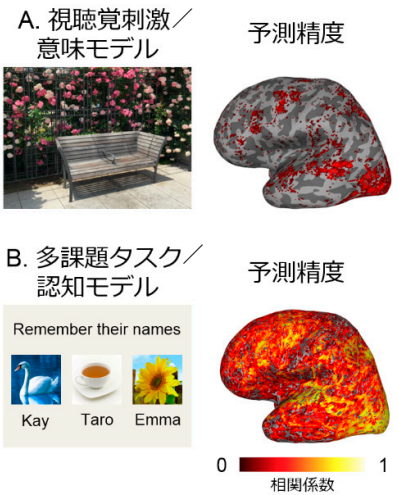 A. 視聴覚刺激／
意味モデル
予測精度
B. 多課題タスク／
認知モデル
予測精度
Remember their names
Kay Taro Emma
0 1
相関係数